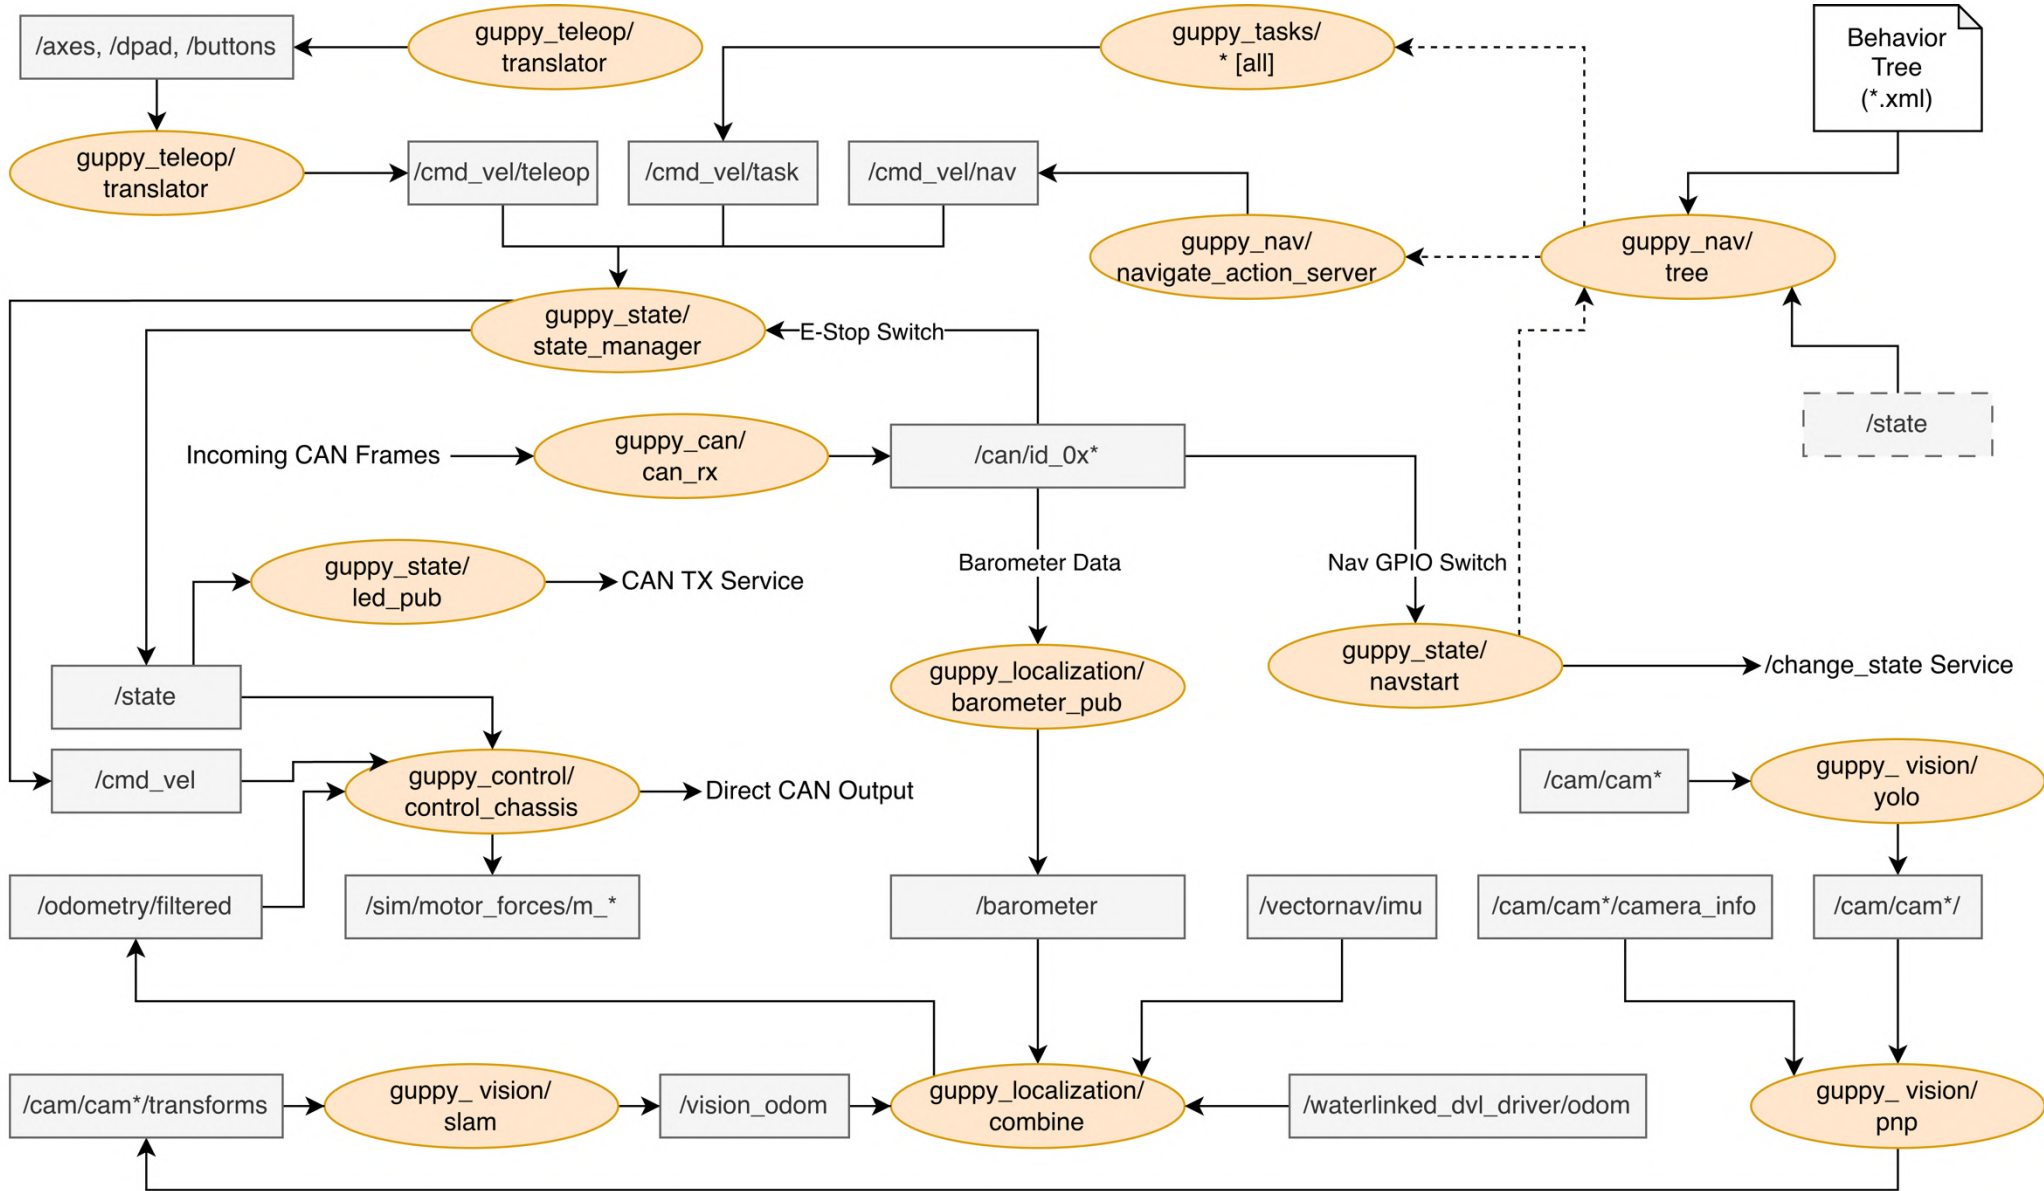 /axes, /dpad, /buttons
guppy_teleop/
translator
guppy_tasks/
* [all]
Behavior
Tree
(*.xml)
guppy_teleop/
translator
/cmd_vel/teleop
/cmd_vel/task
/cmd_vel/nav
guppy_nav/
navigate_action_server
guppy_nav/
tree
guppy_state/
state_manager
E-Stop Switch
/state
Incoming CAN Frames
guppy_can/
can_rx
/can/id_0x*
Barometer Data
Nav GPIO Switch
guppy_state/
led_pub
CAN TX Service
/state
guppy_localization/
barometer_pub
guppy_state/
navstart
/change_state Service
/cmd_vel
guppy_control/
control_chassis
Direct CAN Output
/cam/cam*
guppy_ vision/
yolo
/odometry/filtered
/sim/motor_forces/m_*
/barometer
/vectornav/imu
/cam/cam*/camera_info
/cam/cam*/
/cam/cam*/transforms
guppy_ vision/
slam
/vision_odom
guppy_localization/
combine
/waterlinked_dvl_driver/odom
guppy_ vision/
pnp